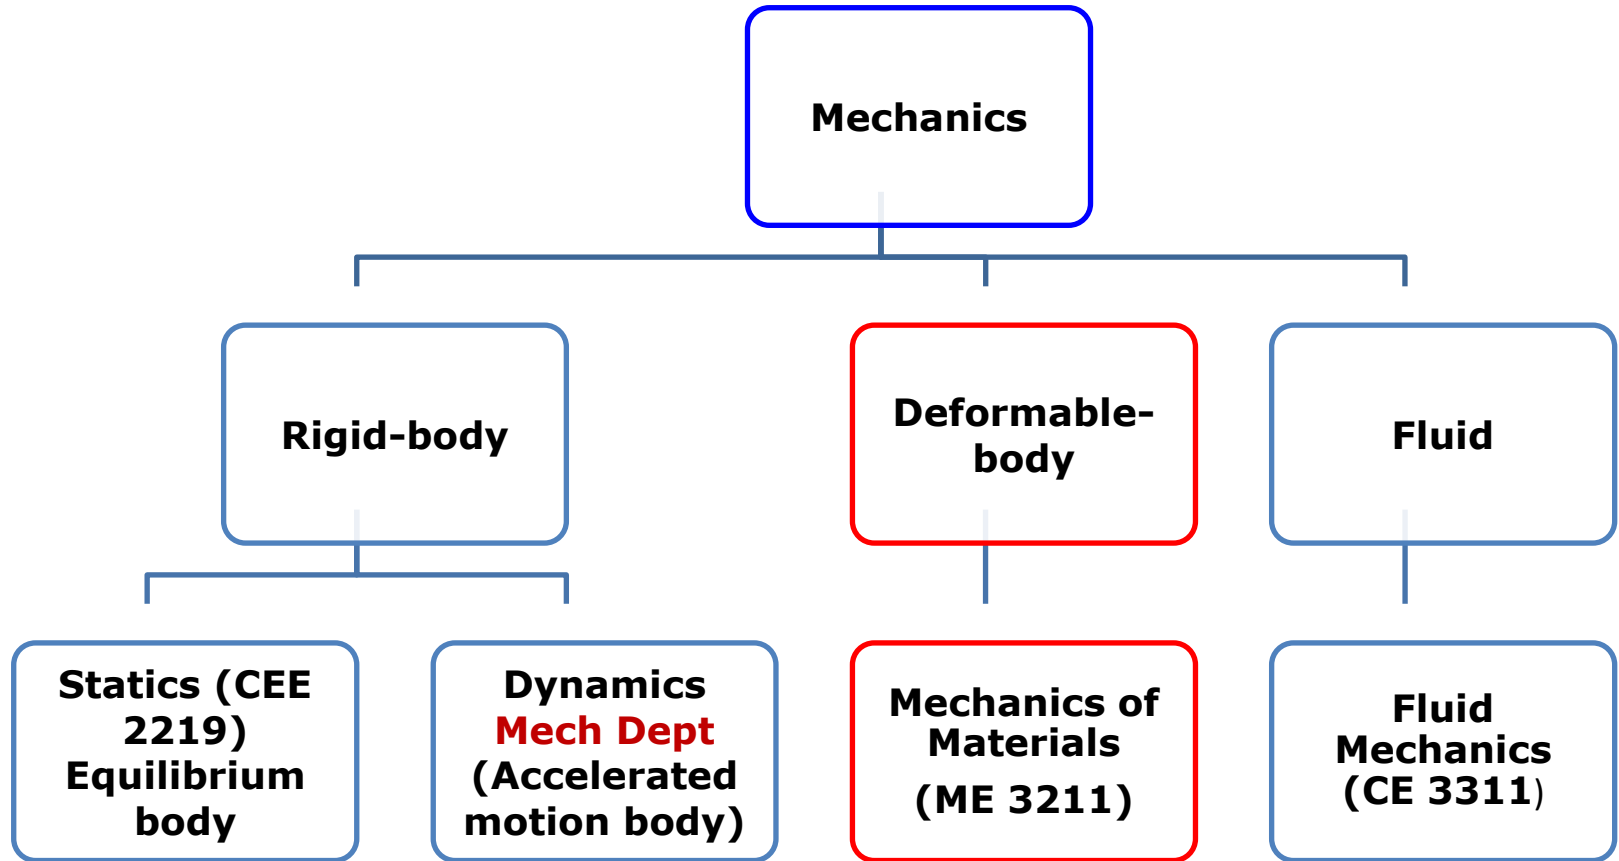 Mechanics
Rigid-body
Deformable-
body
Fluid
Statics (CEE
2219)
Equilibrium
body
Dynamics
Mech Dept
(Accelerated
motion body)
Mechanics of
Materials
(ME 3211)
Fluid
Mechanics
(CE 3311)